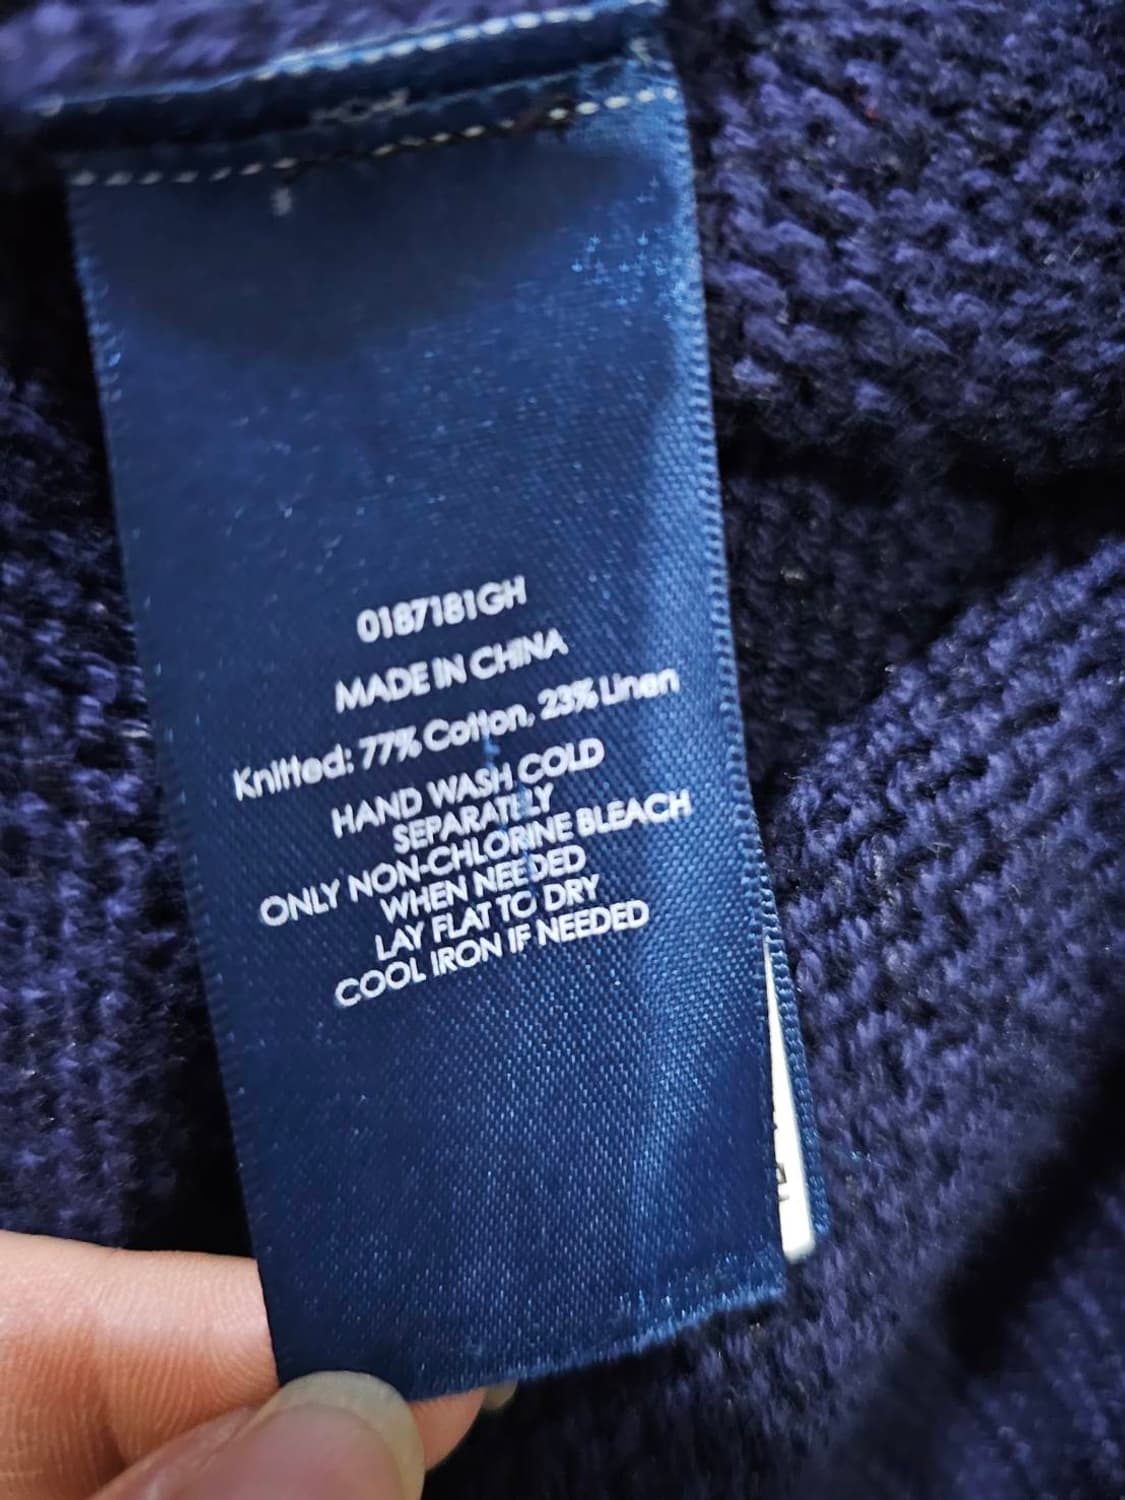 0187181GH
MADE IN CHINA
Knitted: 77% Cotton, 23% Linen
HAND WASH COLD
SEPARATELY
ONLY NON-CHLORINE BLEACH
WHEN NEEDED
LAY FLAT TO DRY
COOL IRON IF NEEDED